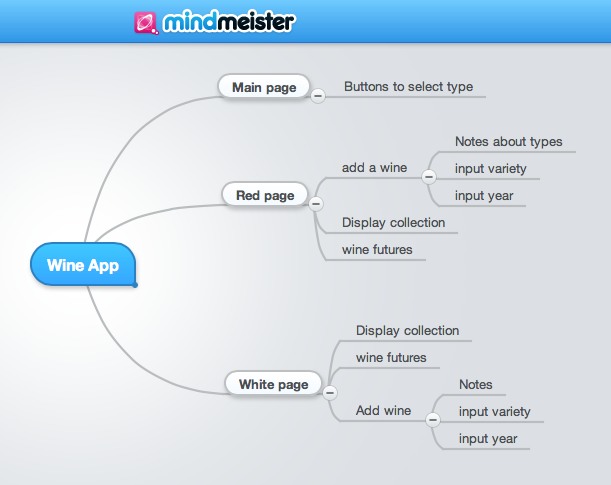 mindmeister
Main page
Buttons to select type
Notes about types
add a wine
input variety
input year
Red page
Display collection
wine futures
Wine App
Display collection
wine futures
White page
Notes
Add wine
input variety
input year